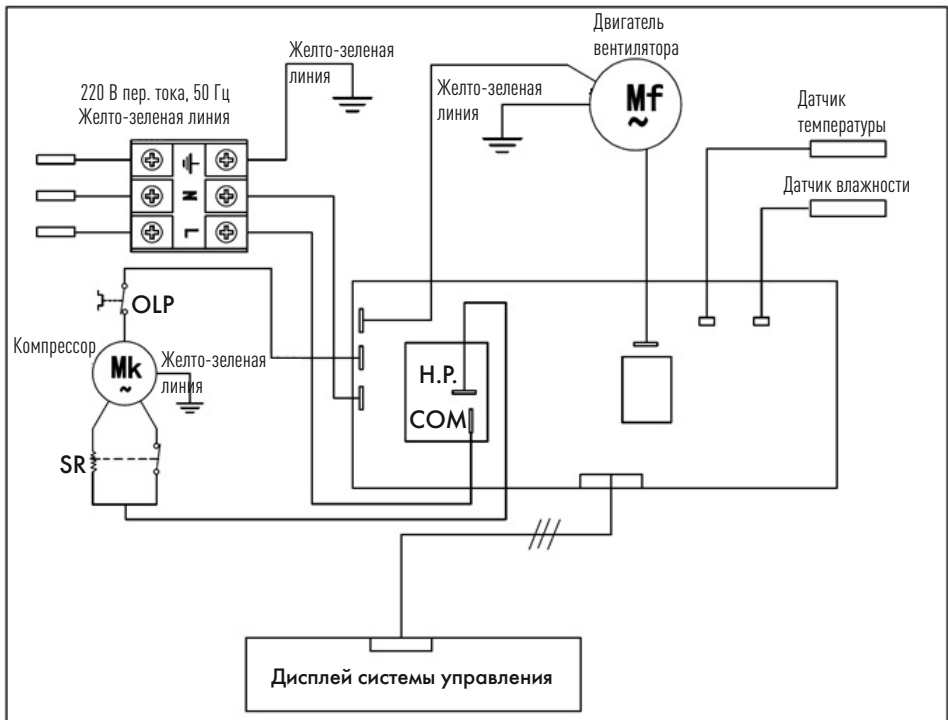 Двигатель
вентилятора
Желто-зеленая
линия
220 В пер. тока, 50 Гц
Желто-зеленая линия
Желто-зеленая
линия
Mf
~
Датчик
температуры
Датчик влажности
N
L
OLP
Компрессор
Mk
~
Желто-зеленая
линия
SR
H.P.
COM
Дисплей системы управления